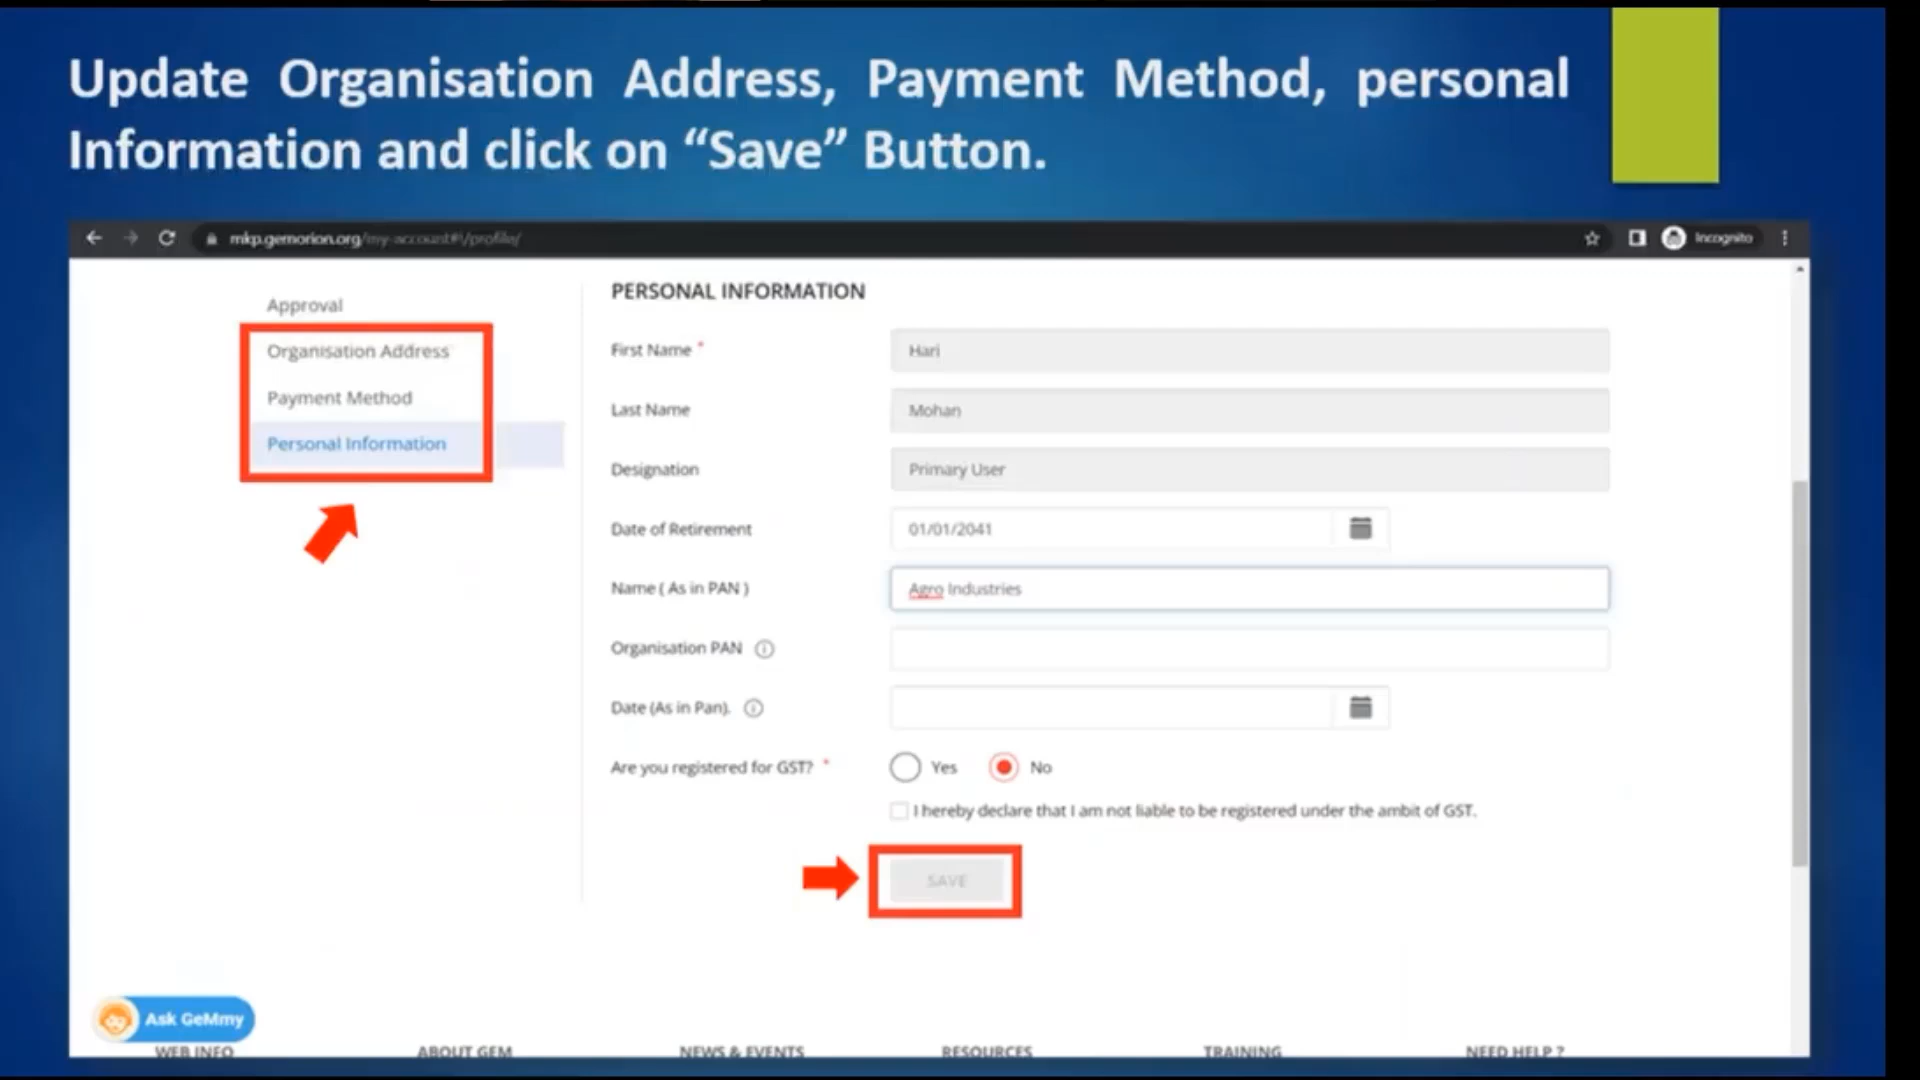 Update Organisation Address, Payment Method, personal
Information and click on “Save” Button.
mkp.gemorion.org/my-account#!/profile/
Incognito
Approval
Organisation Address
Payment Method
Personal Information
PERSONAL INFORMATION
First Name *
Hari
Last Name
Mohan
Designation
Primary User
Date of Retirement
01/01/2041
Name ( As in PAN )
Agro Industries
Organisation PAN
Date (As in Pan).
Are you registered for GST? *
Yes
No
I hereby declare that I am not liable to be registered under the ambit of GST.
SAVE
Ask GeMmy
WEB INFO
ABOUT GEM
NEWS & EVENTS
RESOURCES
TRAINING
NEED HELP ?